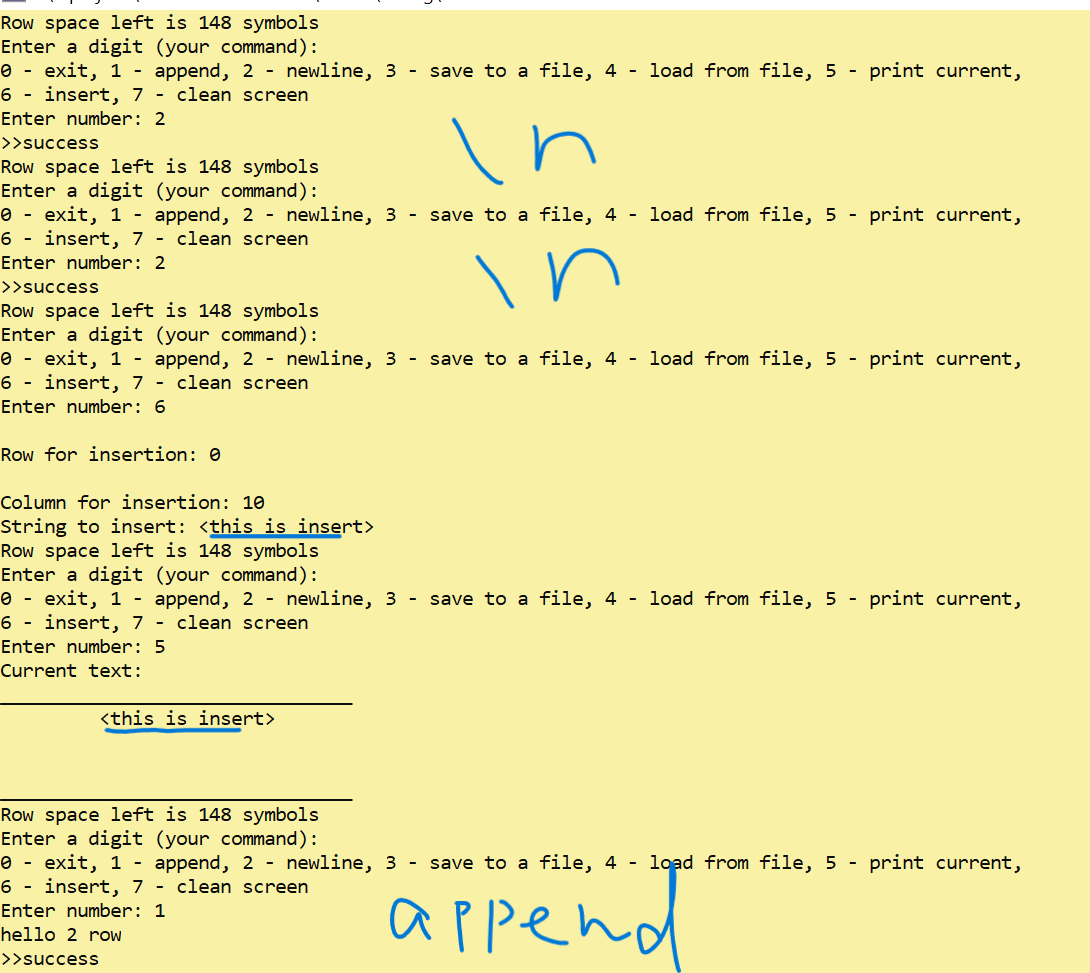 Row space left is 148 symbols
Enter a digit (your command):
0 - exit, 1 - append, 2 - newline, 3 - save to a file, 4 - load from file, 5 - print current,
6 - insert, 7 - clean screen
Enter number: 2
>>success
\n
Row space left is 148 symbols
Enter a digit (your command):
0 - exit, 1 - append, 2 - newline, 3 - save to a file, 4 - load from file, 5 - print current,
6 - insert, 7 - clean screen
Enter number: 2
\n
>>success
Row space left is 148 symbols
Enter a digit (your command):
0 - exit, 1 - append, 2 - newline, 3 - save to a file, 4 - load from file, 5 - print current,
6 - insert, 7 - clean screen
Enter number: 6
Row for insertion: 0
Column for insertion: 10
String to insert: <this is insert>
Row space left is 148 symbols
Enter a digit (your command):
0 - exit, 1 - append, 2 - newline, 3 - save to a file, 4 - load from file, 5 - print current,
6 - insert, 7 - clean screen
Enter number: 5
Current text:
<this is insert>
Row space left is 148 symbols
Enter a digit (your command):
0 - exit, 1 - append, 2 - newline, 3 - save to a file, 4 - load from file, 5 - print current,
6 - insert, 7 - clean screen
Enter number: 1
append
hello 2 row
>>success